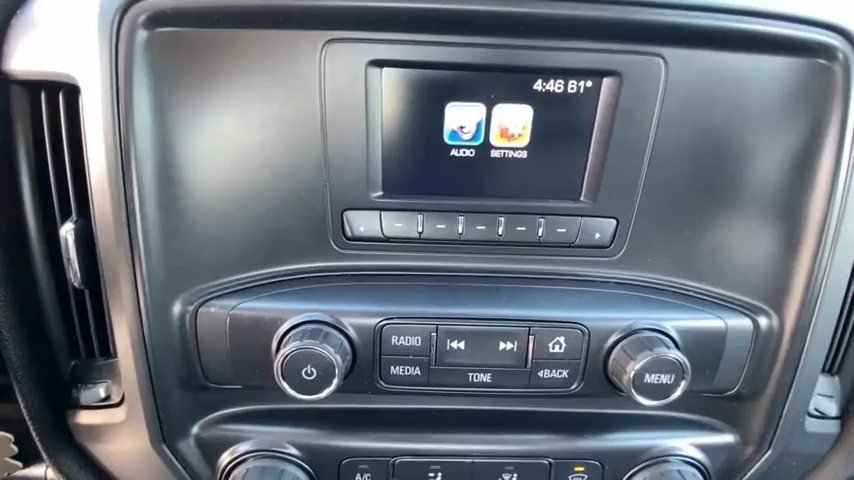 4:46 61°
AUDIO SETTINGS
RADIO
MEDIA
TONE
◄BACK
MENU
A/C